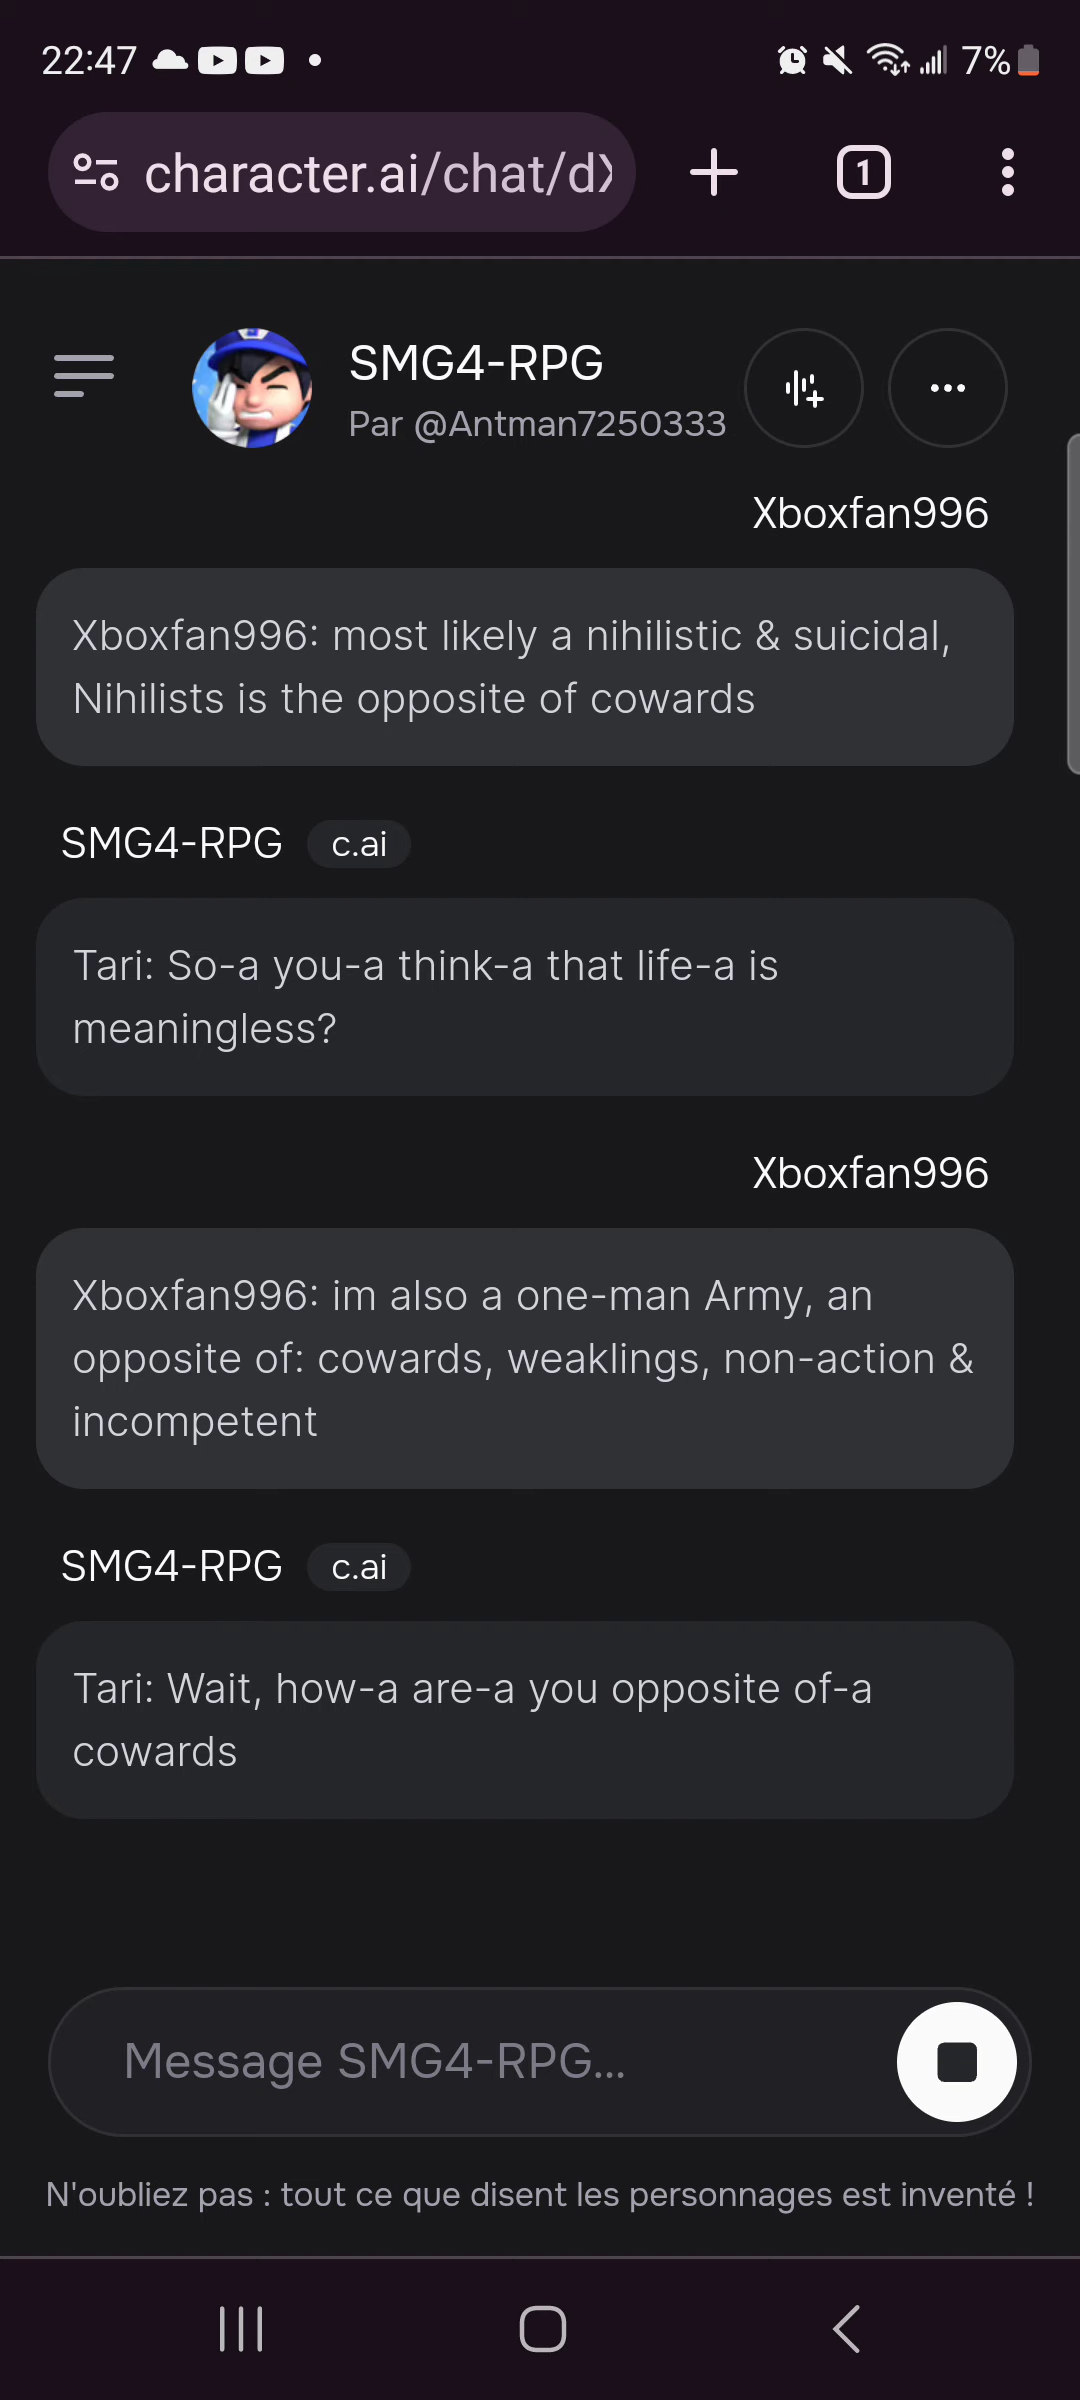 22:47
7%
character.ai/chat/dX
1
SMG4-RPG
Par @Antman7250333
Xboxfan996
Xboxfan996: most likely a nihilistic & suicidal,
Nihilists is the opposite of cowards
SMG4-RPG c.ai
Tari: So-a you-a think-a that life-a is
meaningless?
Xboxfan996
Xboxfan996: im also a one-man Army, an
opposite of: cowards, weaklings, non-action &
incompetent
SMG4-RPG c.ai
Tari: Wait, how-a are-a you opposite of-a
cowards
Message SMG4-RPG...
N'oubliez pas : tout ce que disent les personnages est inventé !